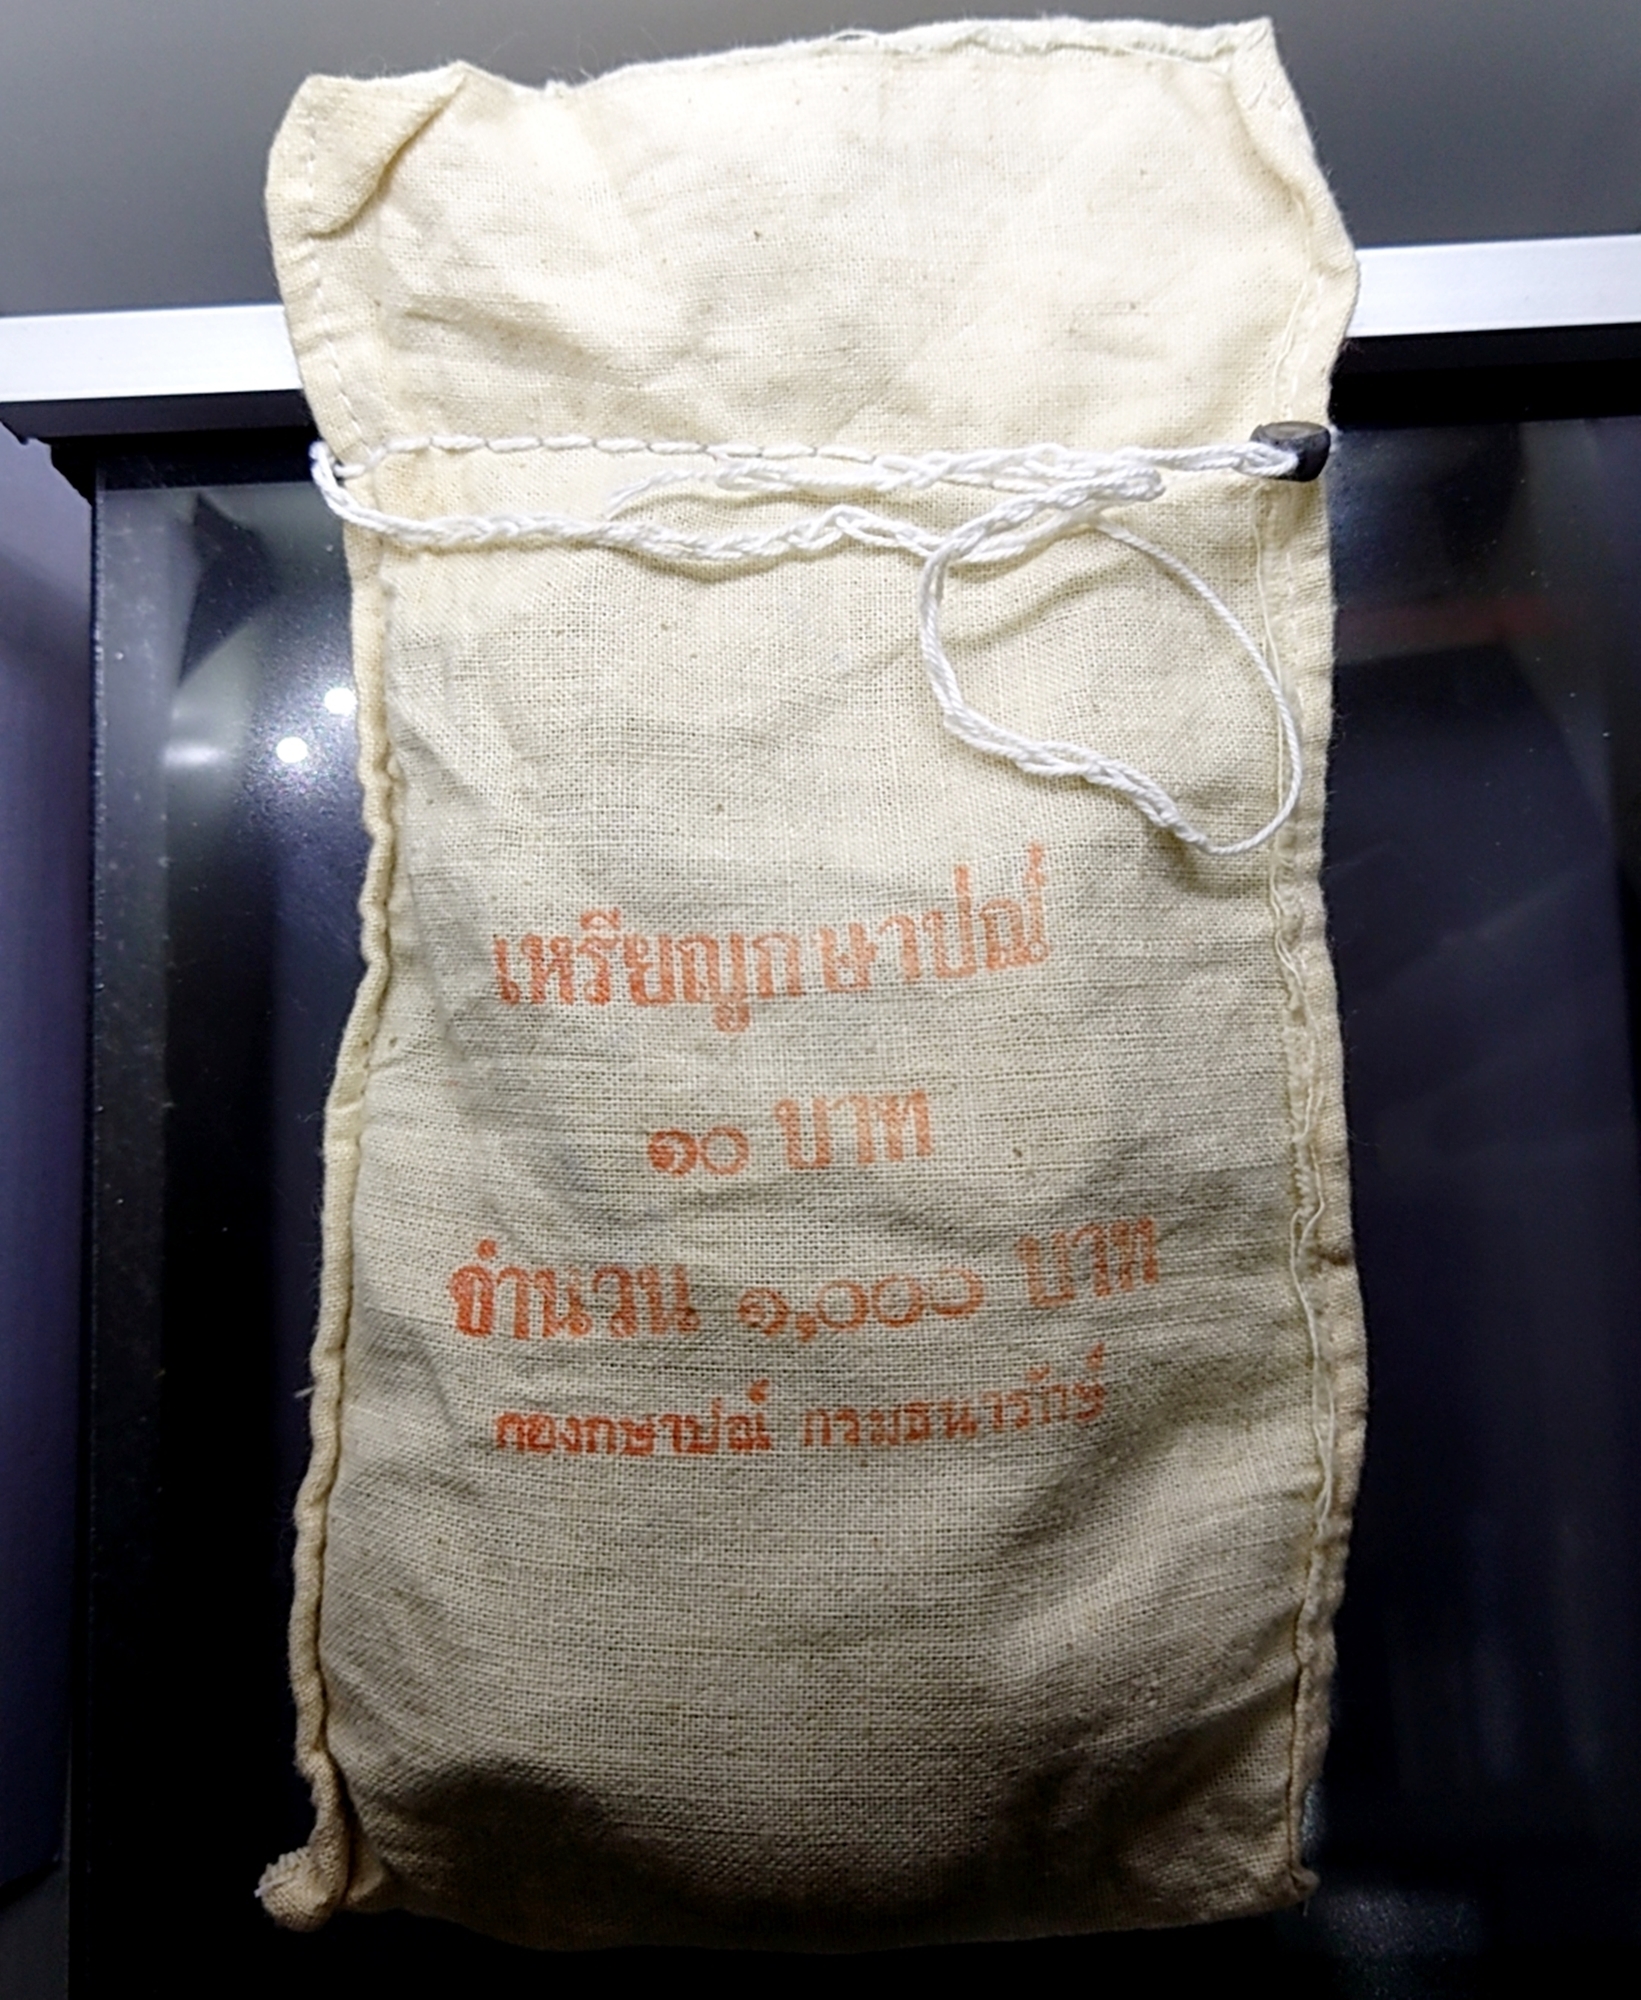 เหรียญกษาปณ์
๑๐ บาท
จำนวน ๑,๐๐๐ บาท
กองกษาปณ์ กรมธนารักษ์